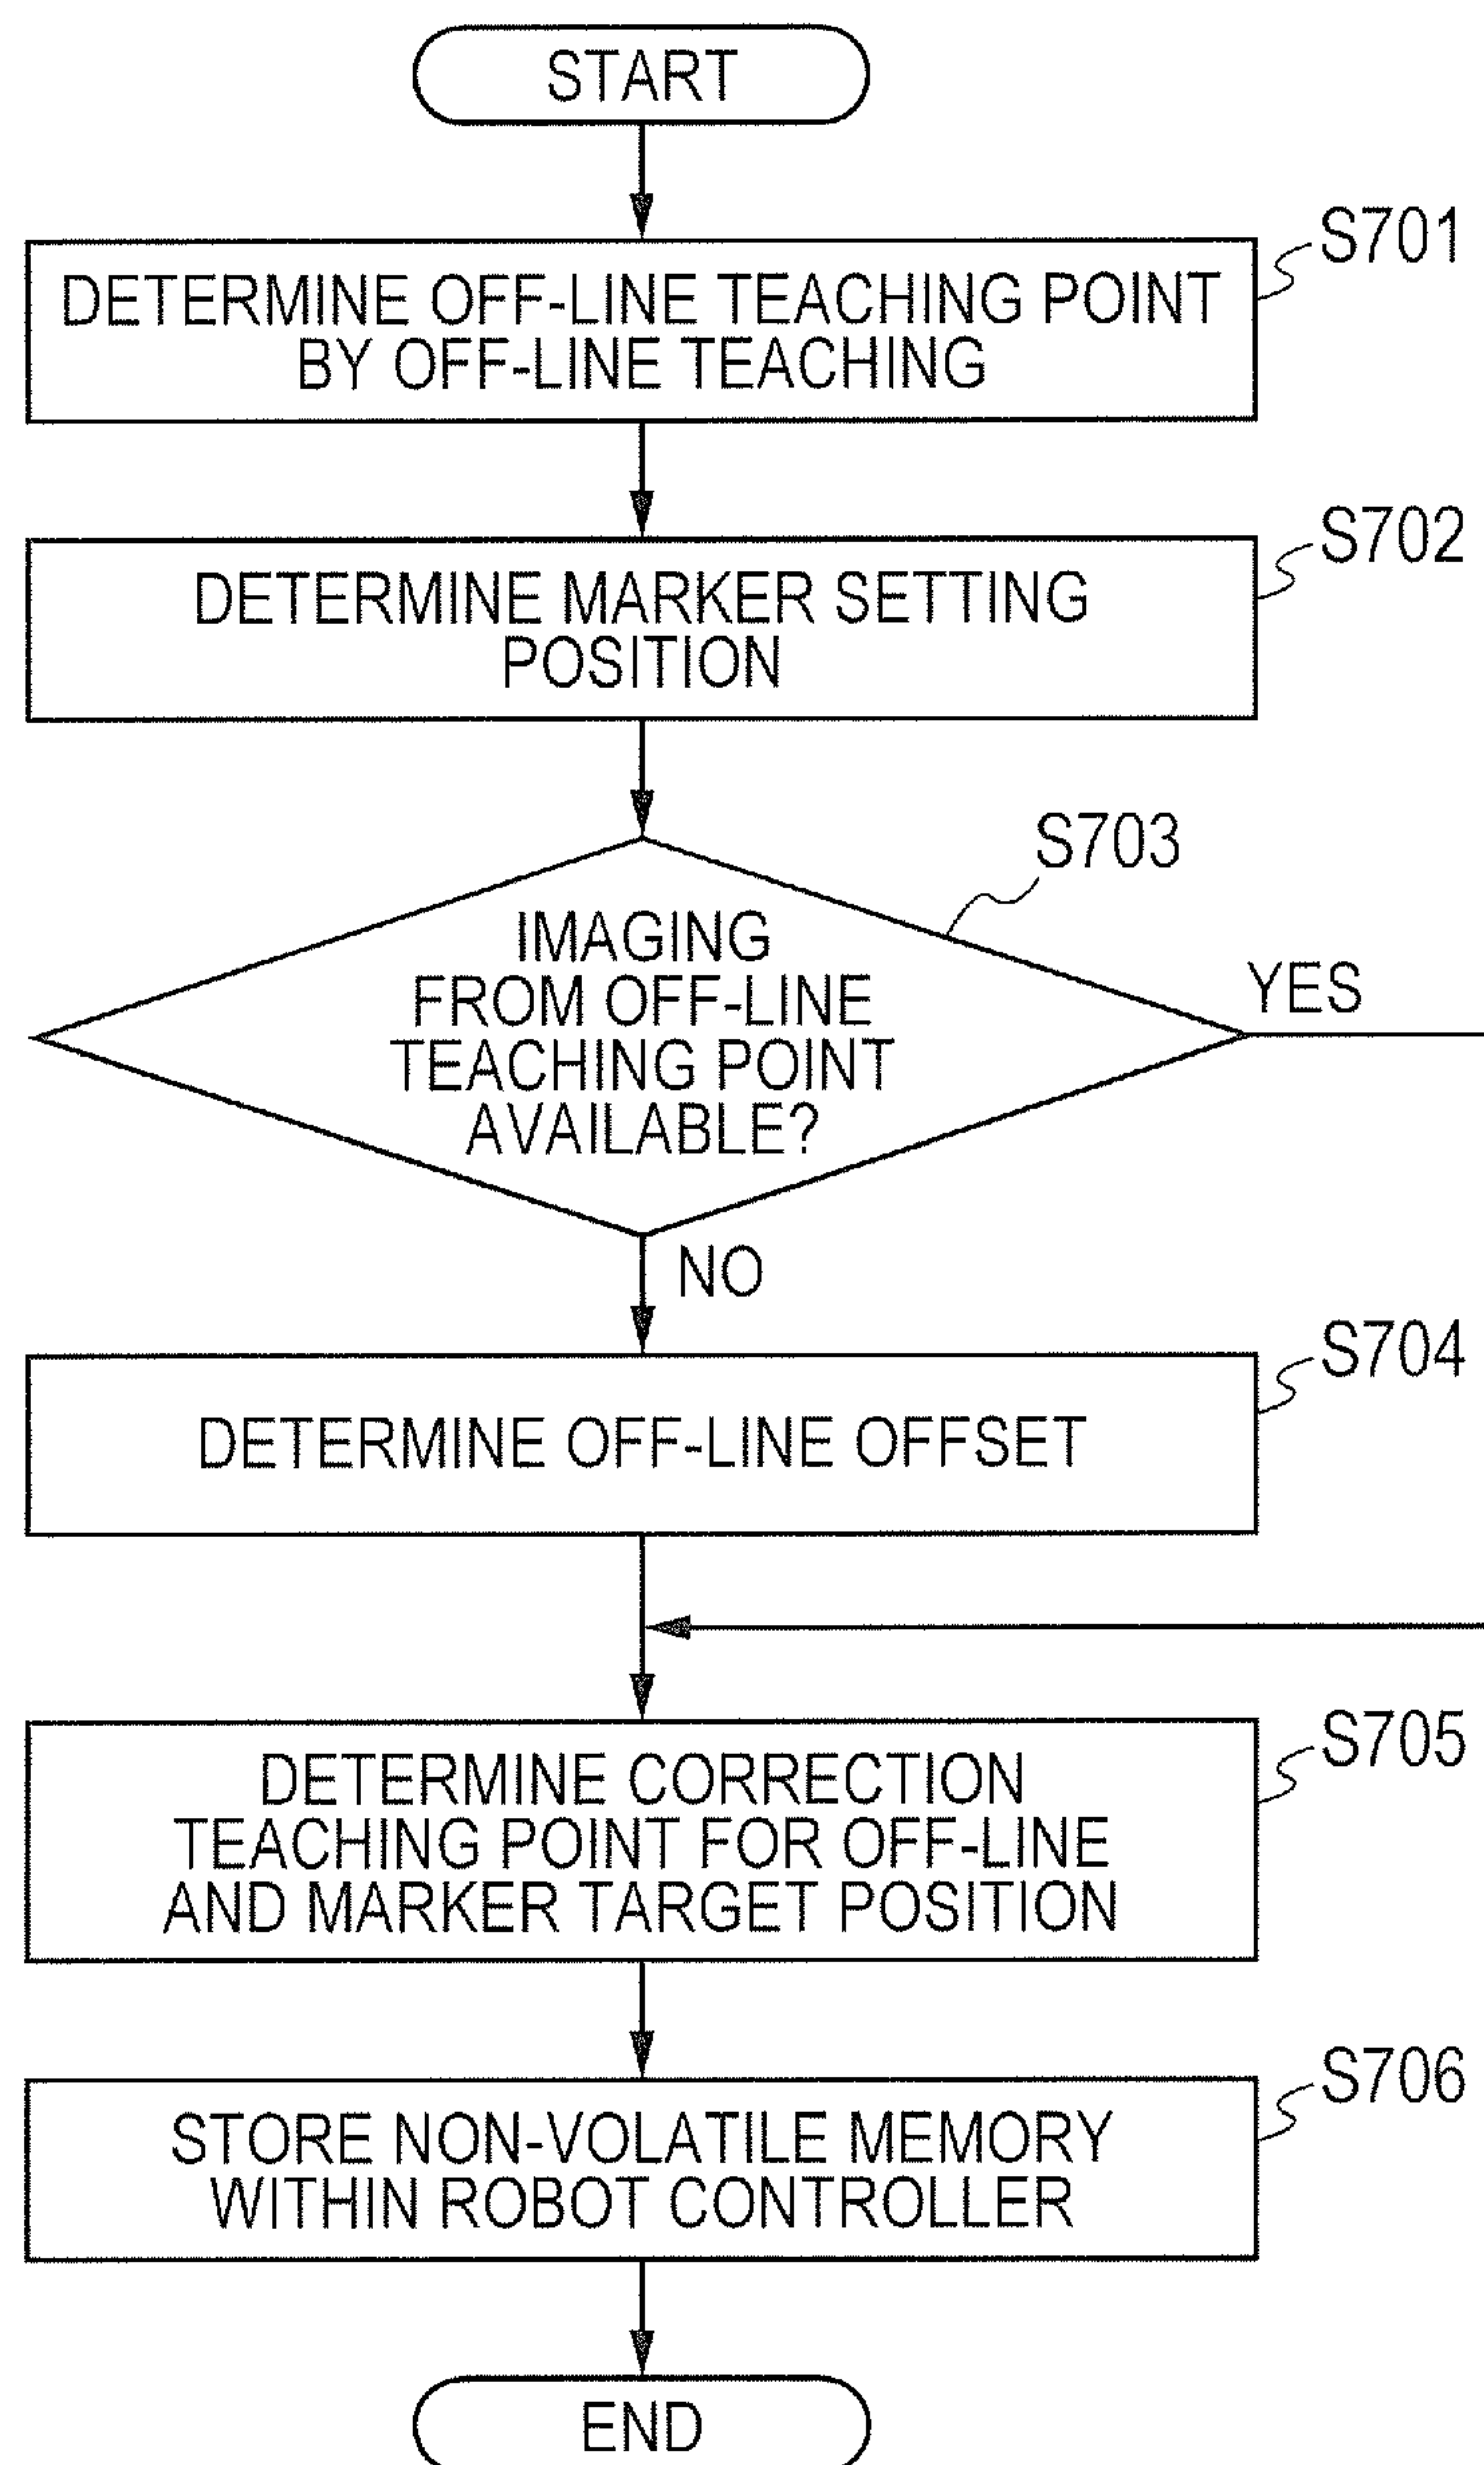 START
S701
DETERMINE OFF-LINE TEACHING POINT
BY OFF-LINE TEACHING
S702
DETERMINE MARKER SETTING
POSITION
S703
IMAGING
FROM OFF-LINE
TEACHING POINT
AVAILABLE?
YES
NO
S704
DETERMINE OFF-LINE OFFSET
S705
DETERMINE CORRECTION
TEACHING POINT FOR OFF-LINE
AND MARKER TARGET POSITION
S706
STORE NON-VOLATILE MEMORY
WITHIN ROBOT CONTROLLER
END